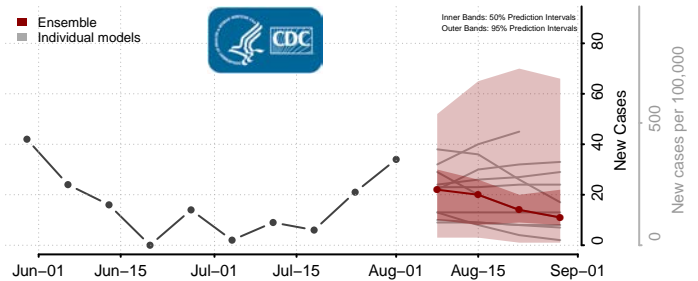 Ensemble
Individual models
CDC
Inner Bands: 50% Prediction Intervals
Outer Bands: 95% Prediction Intervals
80
60
40
20
0
New Cases
500
0
New cases per 100,000
Jun–01
Jun–15
Jul–01
Jul–15
Aug–01
Aug–15
Sep–01